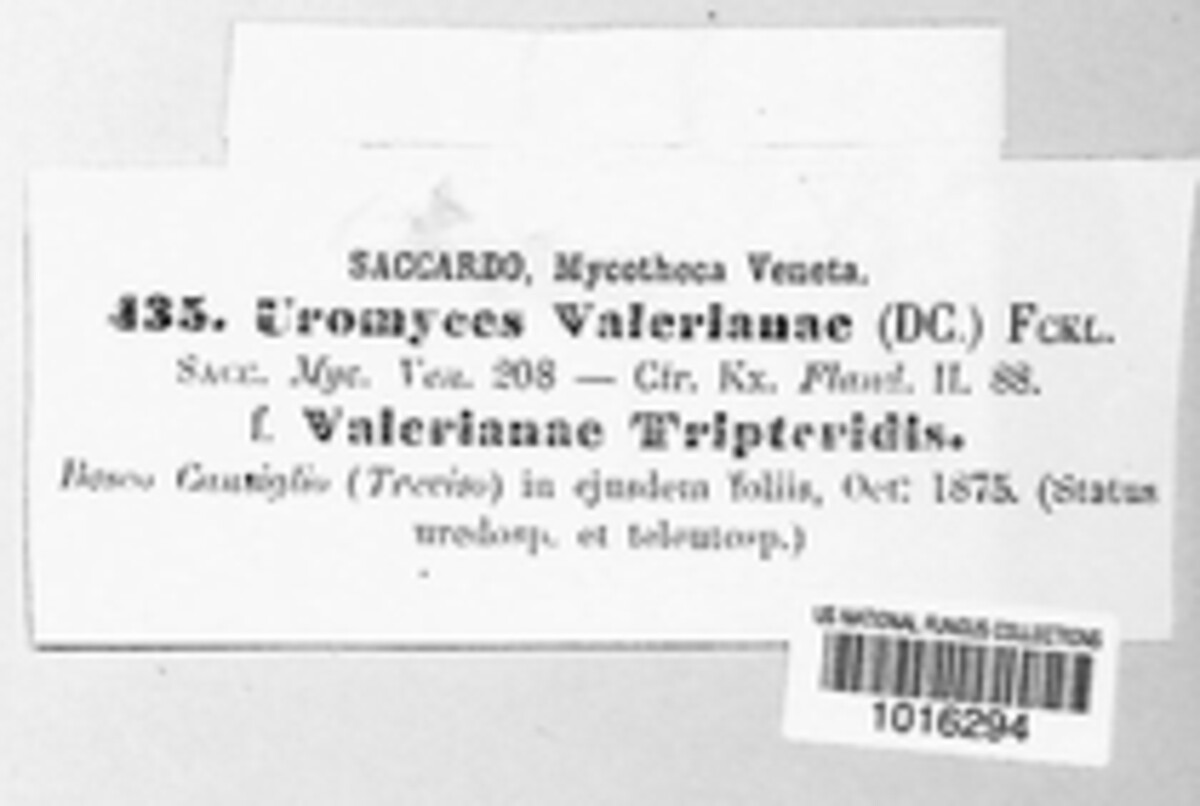 SACCARDO, Mycotheca Veneta.
435. Uromyces Valerianae (DC.) FCKL.
SACC. Myc. Ven. 208 — Cfr. Kx. Fland. II. 88.
f. Valerianae Tripteridis.
Bosco Cansiglio (Treviso) in ejusdem foliis, Oct. 1875. (Status
uredosp. et teleutosp.)
US NATIONAL FUNGUS COLLECTIONS
1016294